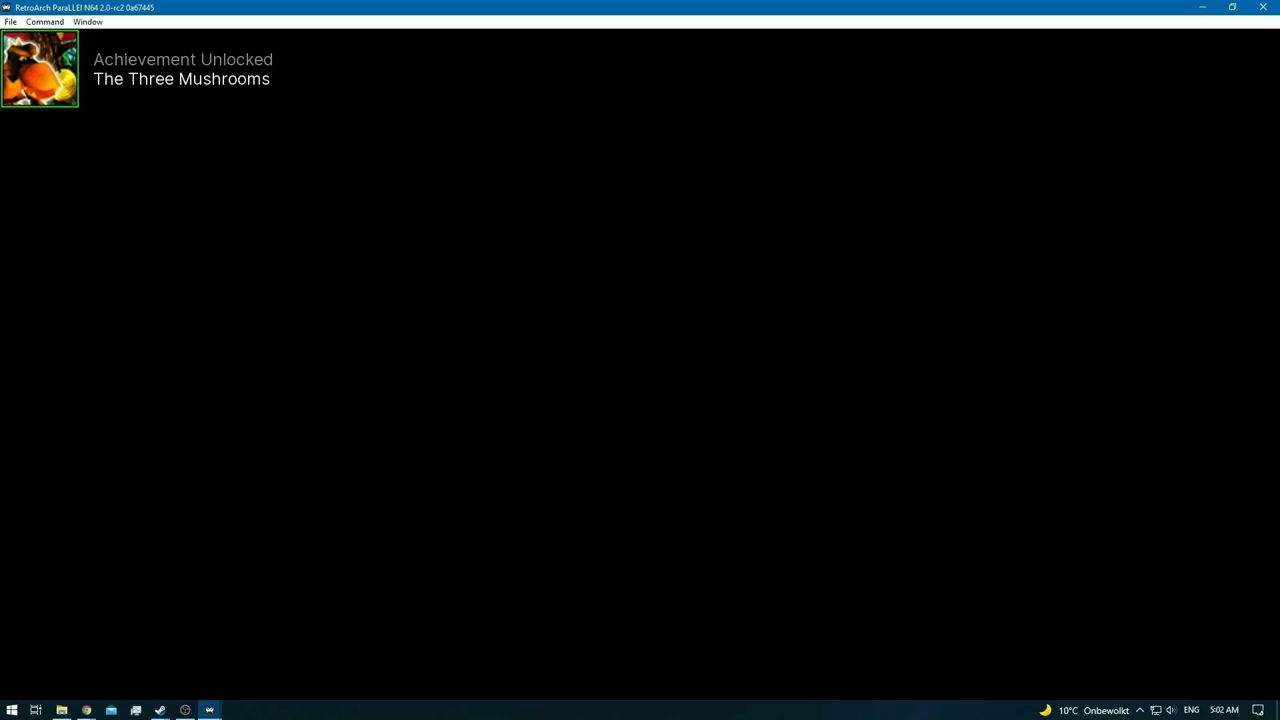 RetroArch ParaLLEl N64 2.0-rc2 0a67445
File Command Window
Achievement Unlocked
The Three Mushrooms
10°C Onbewolkt ENG 5:02 AM